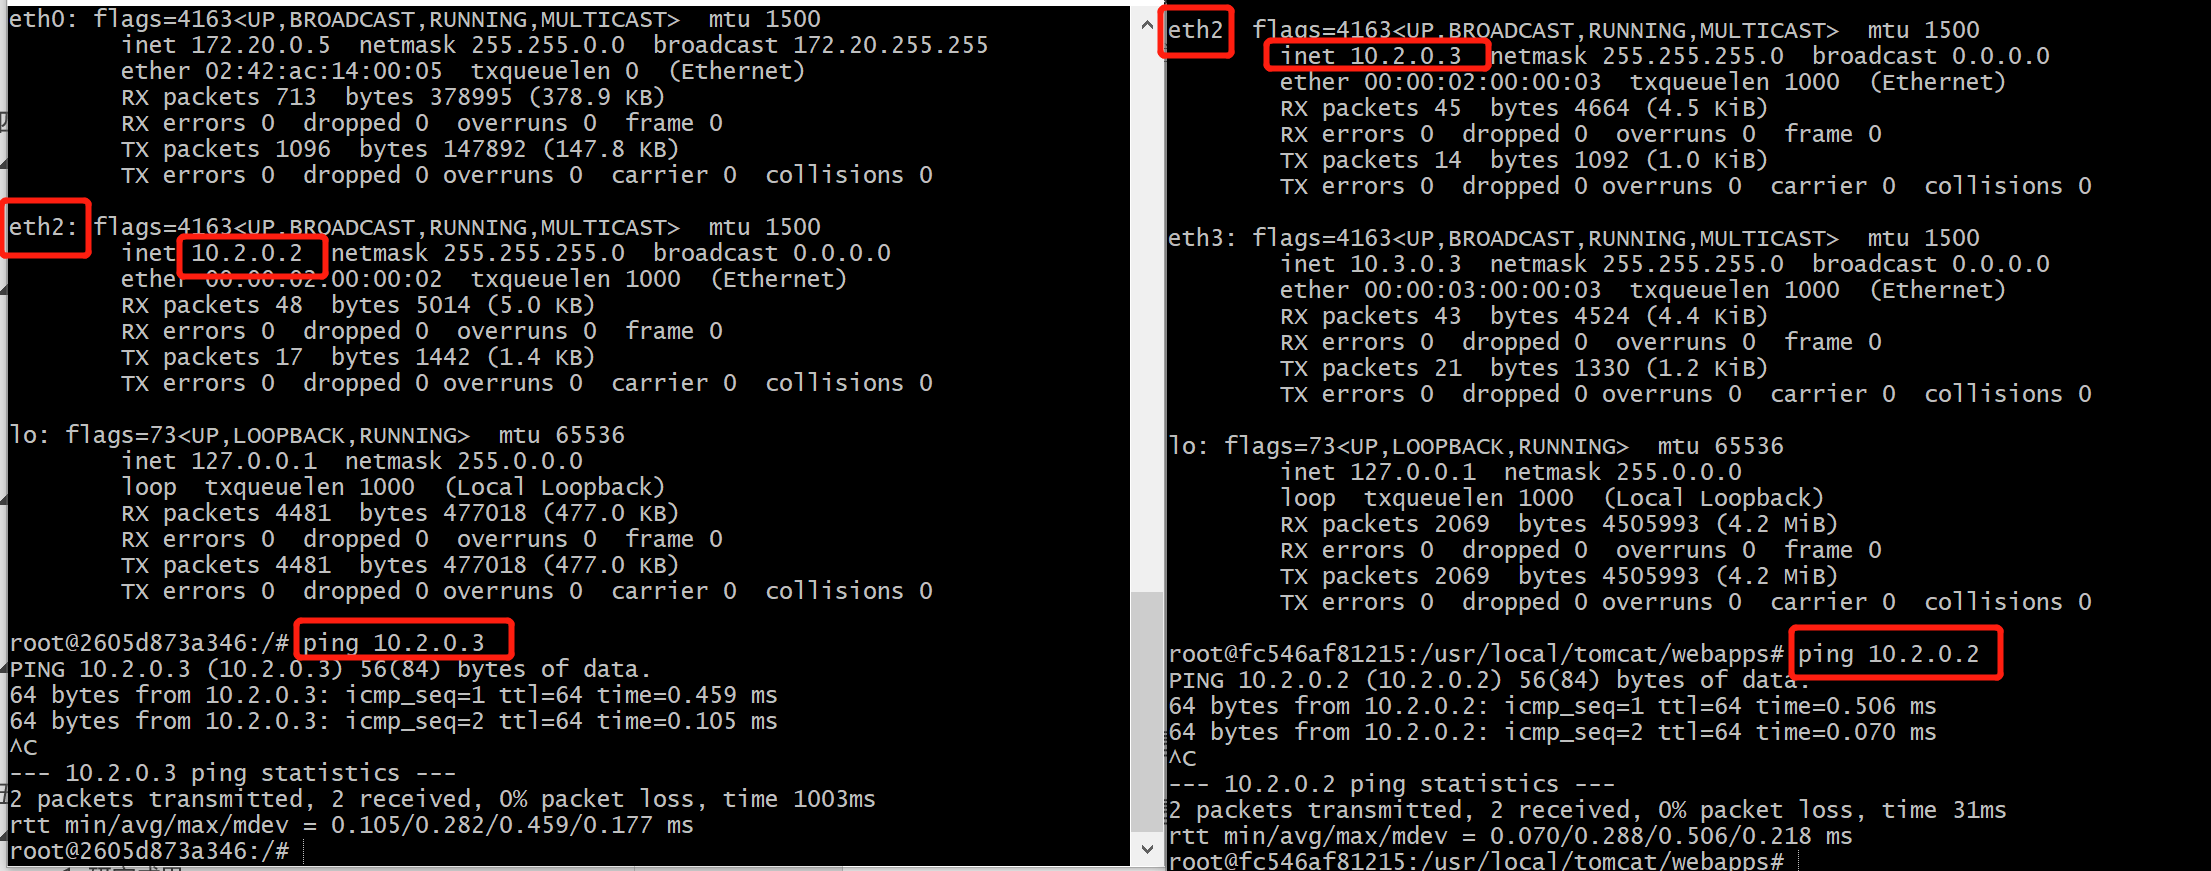 eth0: flags=4163<UP,BROADCAST,RUNNING,MULTICAST>  mtu 1500
inet 172.20.0.5  netmask 255.255.0.0  broadcast 172.20.255.255
ether 02:42:ac:14:00:05  txqueuelen 0  (Ethernet)
RX packets 713  bytes 378995 (378.9 KB)
RX errors 0  dropped 0  overruns 0  frame 0
TX packets 1096  bytes 147892 (147.8 KB)
TX errors 0  dropped 0 overruns 0  carrier 0  collisions 0
eth2: flags=4163<UP,BROADCAST,RUNNING,MULTICAST>  mtu 1500
inet 10.2.0.2  netmask 255.255.255.0  broadcast 0.0.0.0
ether 00:00:02:00:00:02  txqueuelen 1000  (Ethernet)
RX packets 48  bytes 5014 (5.0 KB)
RX errors 0  dropped 0  overruns 0  frame 0
TX packets 17  bytes 1442 (1.4 KB)
TX errors 0  dropped 0 overruns 0  carrier 0  collisions 0
lo: flags=73<UP,LOOPBACK,RUNNING>  mtu 65536
inet 127.0.0.1  netmask 255.0.0.0
loop  txqueuelen 1000  (Local Loopback)
RX packets 4481  bytes 477018 (477.0 KB)
RX errors 0  dropped 0  overruns 0  frame 0
TX packets 4481  bytes 477018 (477.0 KB)
TX errors 0  dropped 0 overruns 0  carrier 0  collisions 0
root@2605d873a346:/# ping 10.2.0.3
PING 10.2.0.3 (10.2.0.3) 56(84) bytes of data.
64 bytes from 10.2.0.3: icmp_seq=1 ttl=64 time=0.459 ms
64 bytes from 10.2.0.3: icmp_seq=2 ttl=64 time=0.105 ms
^C
--- 10.2.0.3 ping statistics ---
2 packets transmitted, 2 received, 0% packet loss, time 1003ms
rtt min/avg/max/mdev = 0.105/0.282/0.459/0.177 ms
root@2605d873a346:/#
eth2  flags=4163<UP,BROADCAST,RUNNING,MULTICAST>  mtu 1500
inet 10.2.0.3  netmask 255.255.255.0  broadcast 0.0.0.0
ether 00:00:02:00:00:03  txqueuelen 1000  (Ethernet)
RX packets 45  bytes 4664 (4.5 KiB)
RX errors 0  dropped 0  overruns 0  frame 0
TX packets 14  bytes 1092 (1.0 KiB)
TX errors 0  dropped 0 overruns 0  carrier 0  collisions 0
eth3: flags=4163<UP,BROADCAST,RUNNING,MULTICAST>  mtu 1500
inet 10.3.0.3  netmask 255.255.255.0  broadcast 0.0.0.0
ether 00:00:03:00:00:03  txqueuelen 1000  (Ethernet)
RX packets 43  bytes 4524 (4.4 KiB)
RX errors 0  dropped 0  overruns 0  frame 0
TX packets 21  bytes 1330 (1.2 KiB)
TX errors 0  dropped 0 overruns 0  carrier 0  collisions 0
lo: flags=73<UP,LOOPBACK,RUNNING>  mtu 65536
inet 127.0.0.1  netmask 255.0.0.0
loop  txqueuelen 1000  (Local Loopback)
RX packets 2069  bytes 4505993 (4.2 MiB)
RX errors 0  dropped 0  overruns 0  frame 0
TX packets 2069  bytes 4505993 (4.2 MiB)
TX errors 0  dropped 0 overruns 0  carrier 0  collisions 0
root@fc546af81215:/usr/local/tomcat/webapps# ping 10.2.0.2
PING 10.2.0.2 (10.2.0.2) 56(84) bytes of data.
64 bytes from 10.2.0.2: icmp_seq=1 ttl=64 time=0.506 ms
64 bytes from 10.2.0.2: icmp_seq=2 ttl=64 time=0.070 ms
^C
--- 10.2.0.2 ping statistics ---
2 packets transmitted, 2 received, 0% packet loss, time 31ms
rtt min/avg/max/mdev = 0.070/0.288/0.506/0.218 ms
root@fc546af81215:/usr/local/tomcat/webapps#